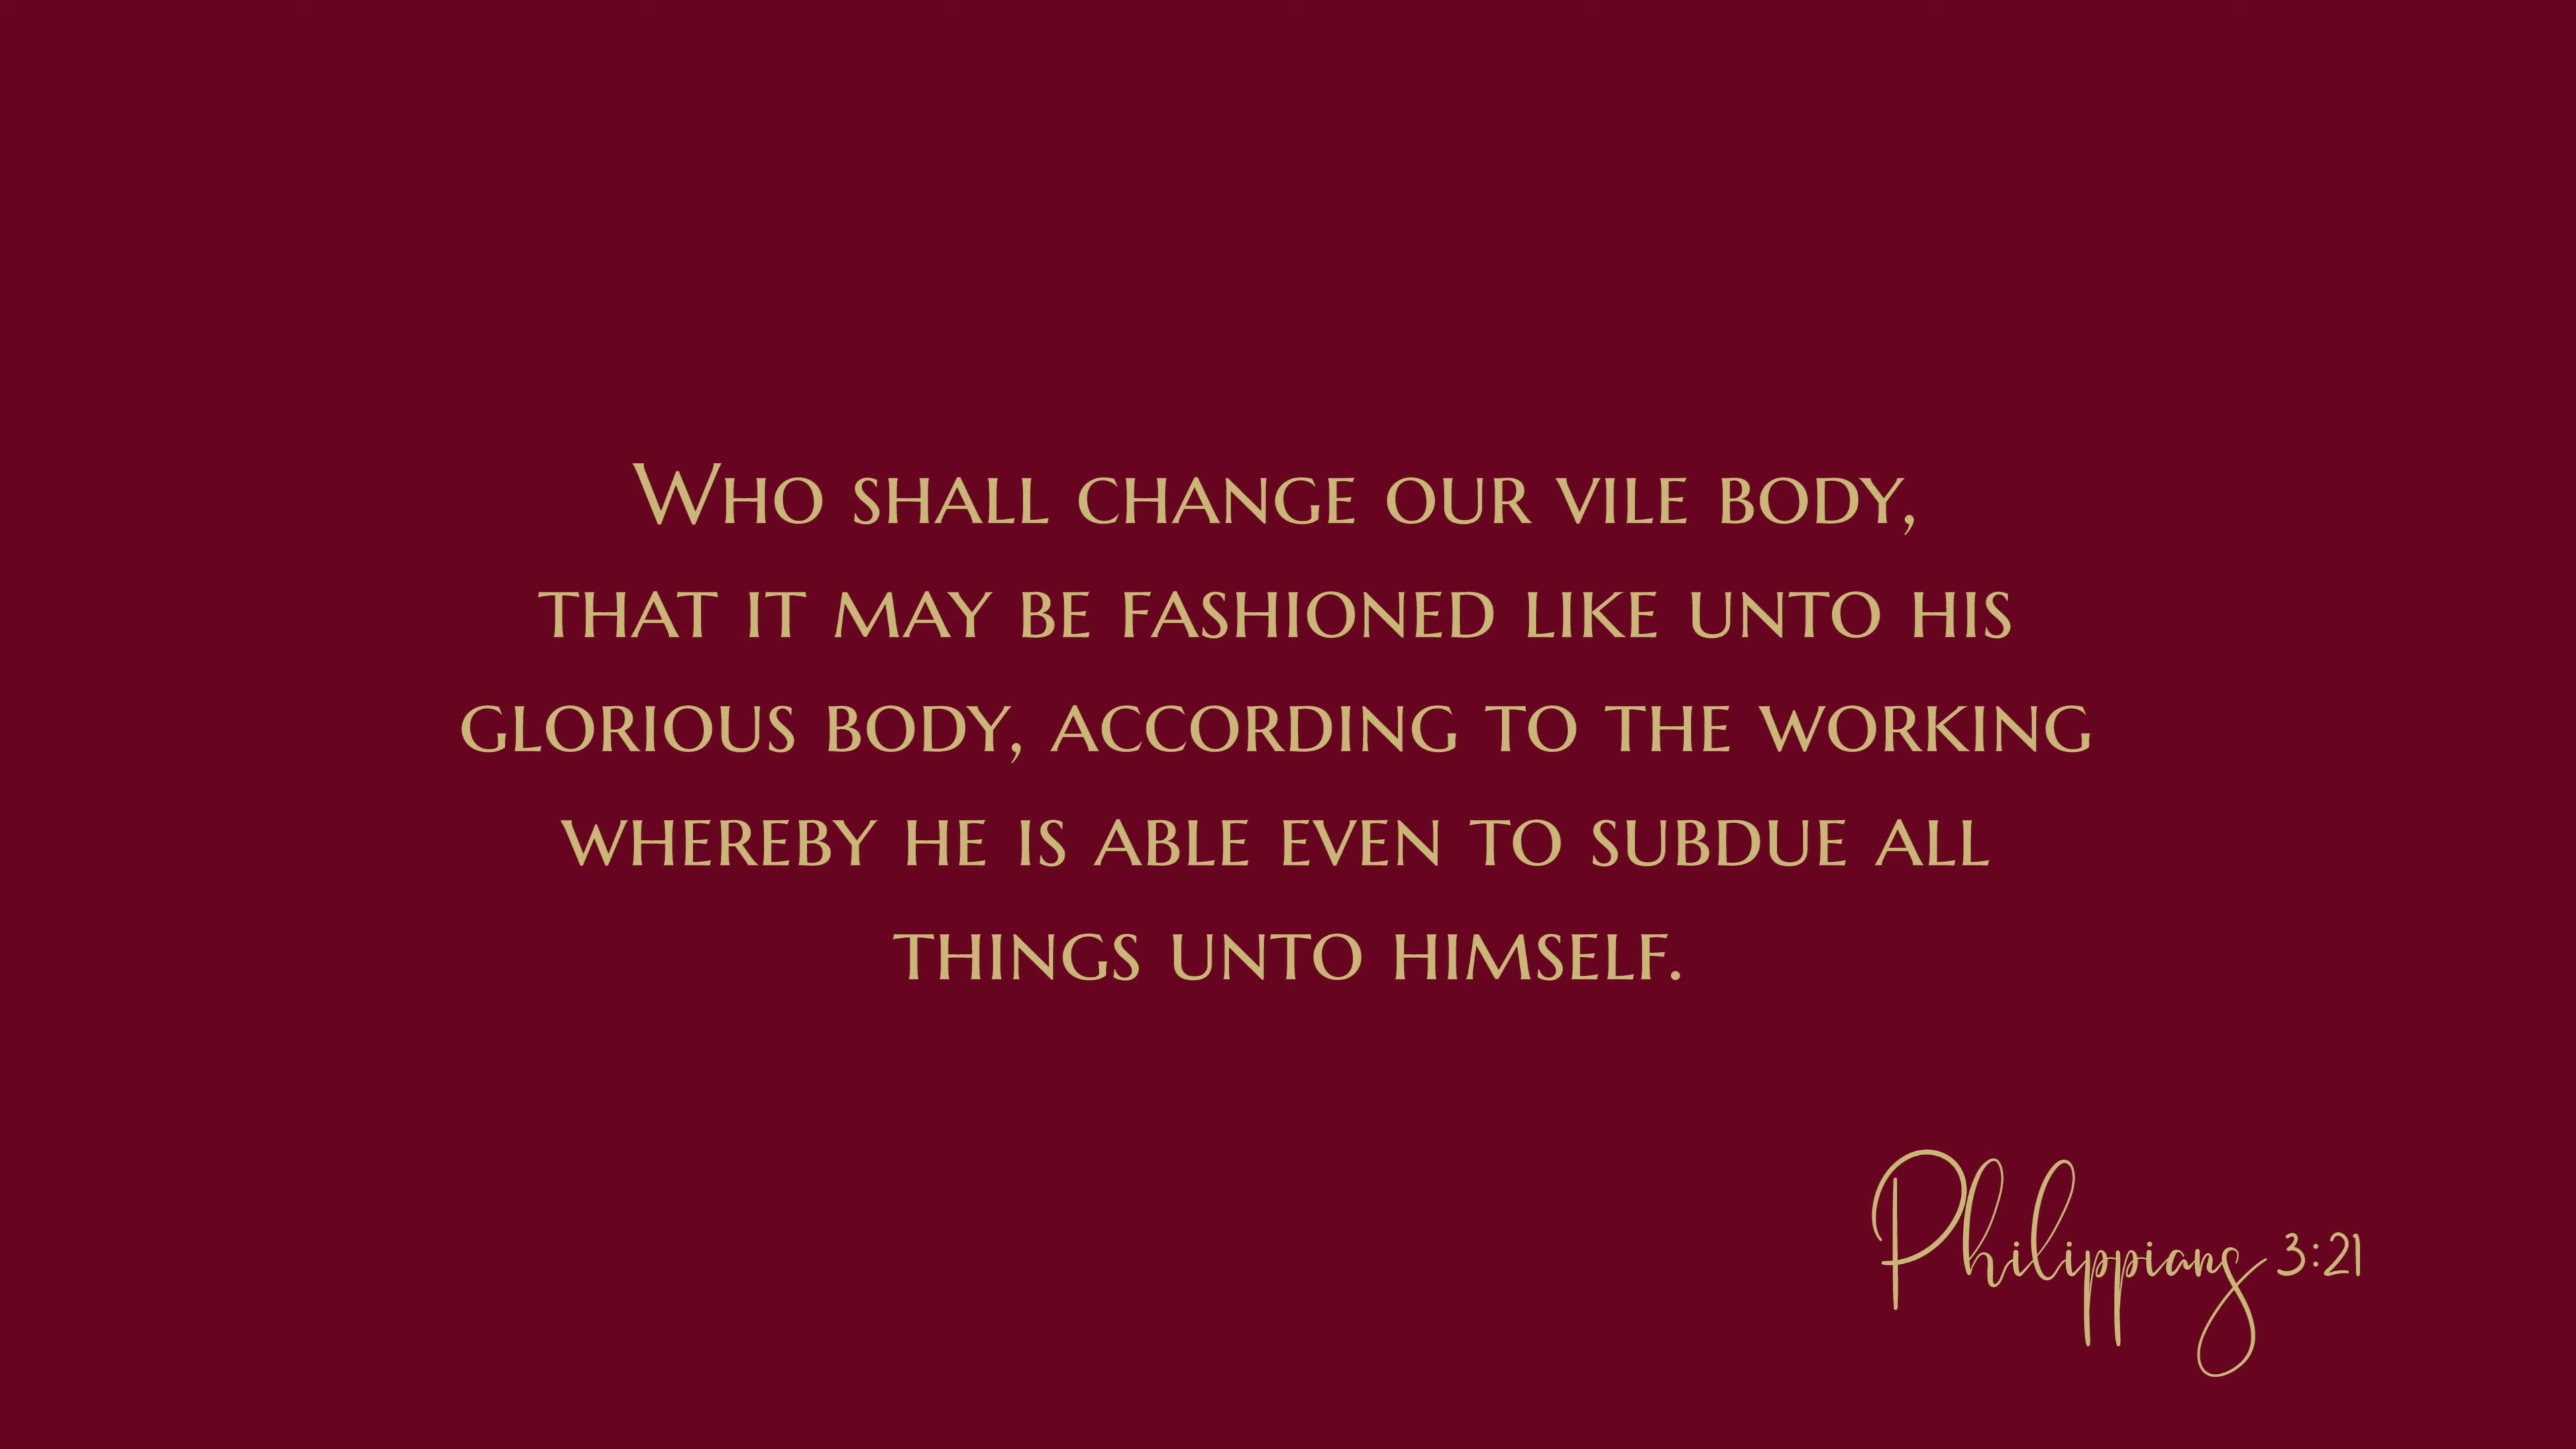 Who shall change our vile body,
that it may be fashioned like unto his
glorious body, according to the working
whereby he is able even to subdue all
things unto himself.
Philippians 3:21